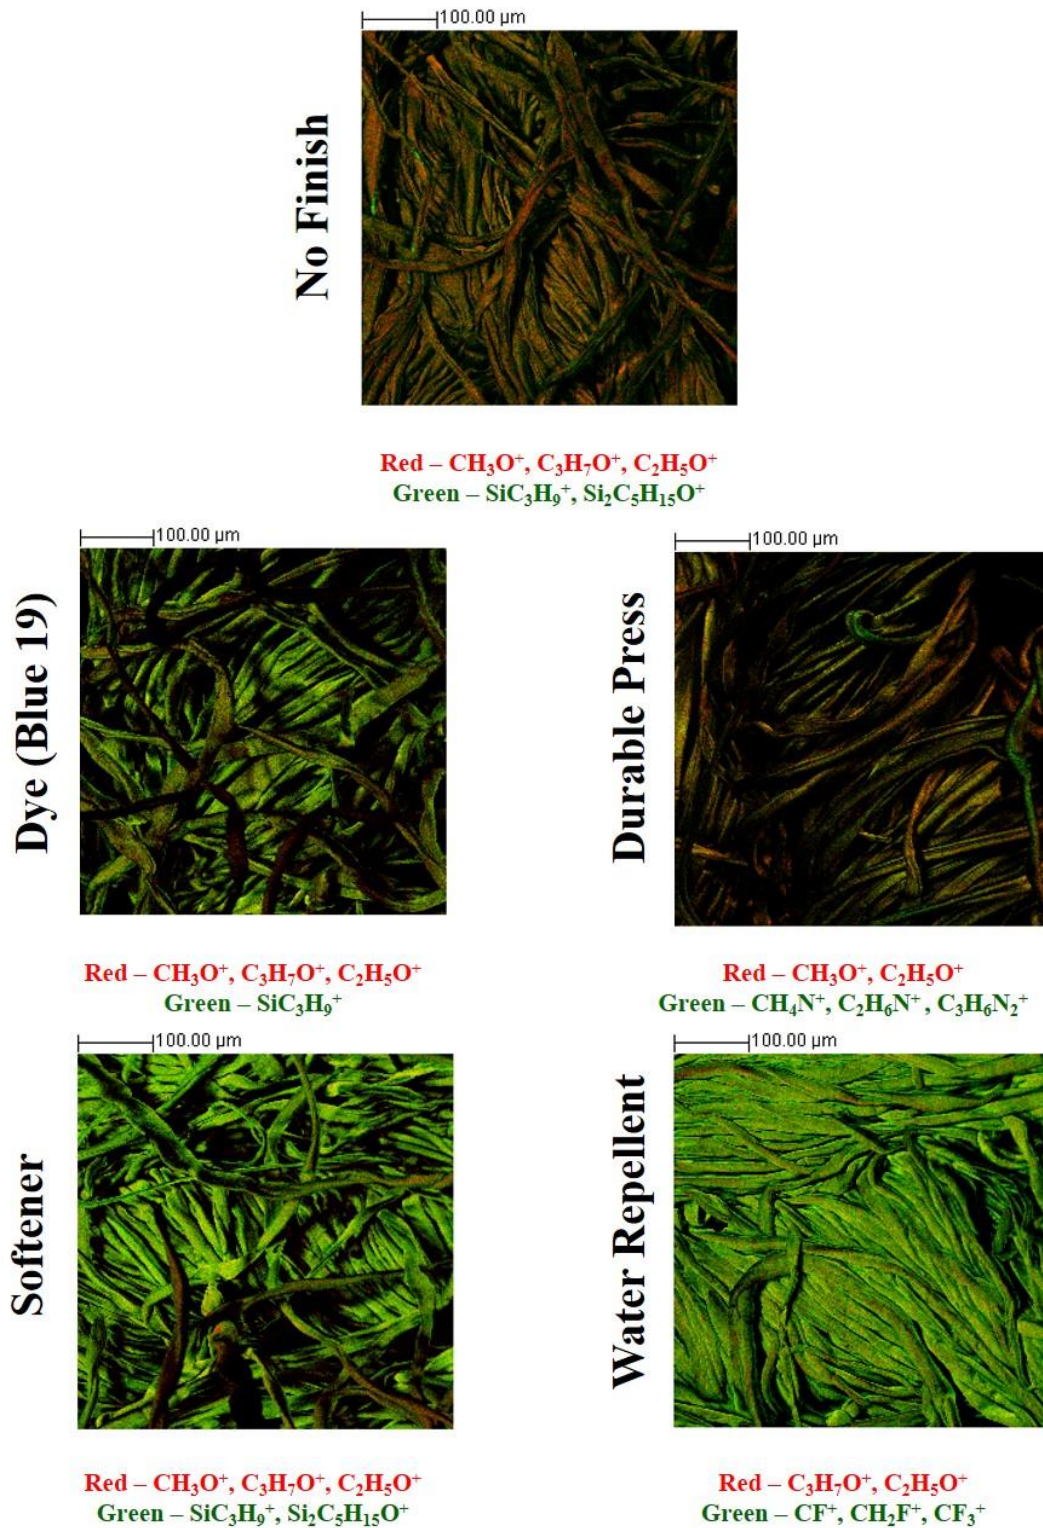 100.00 µm
No Finish
Red – CH₃O⁺, C₃H₇O⁺, C₂H₅O⁺
Green – SiC₃H₉⁺, Si₂C₅H₁₅O⁺
100.00 µm
100.00 µm
Dye (Blue 19)
Durable Press
Red – CH₃O⁺, C₃H₇O⁺, C₂H₅O⁺
Green – SiC₃H₉⁺
Red – CH₃O⁺, C₂H₅O⁺
Green – CH₄N⁺, C₂H₆N⁺ , C₃H₆N₂⁺
100.00 µm
100.00 µm
Softener
Water Repellent
Red – CH₃O⁺, C₃H₇O⁺, C₂H₅O⁺
Green – SiC₃H₉⁺, Si₂C₅H₁₅O⁺
Red – C₃H₇O⁺, C₂H₅O⁺
Green – CF⁺, CH₂F⁺, CF₃⁺